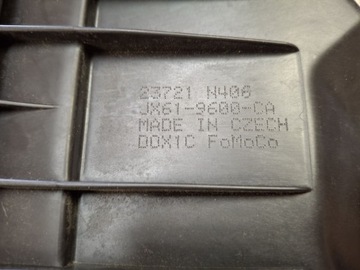 23721 N406
JX61-9600-CA
MADE IN CZECH
DOX1C FoMoCo